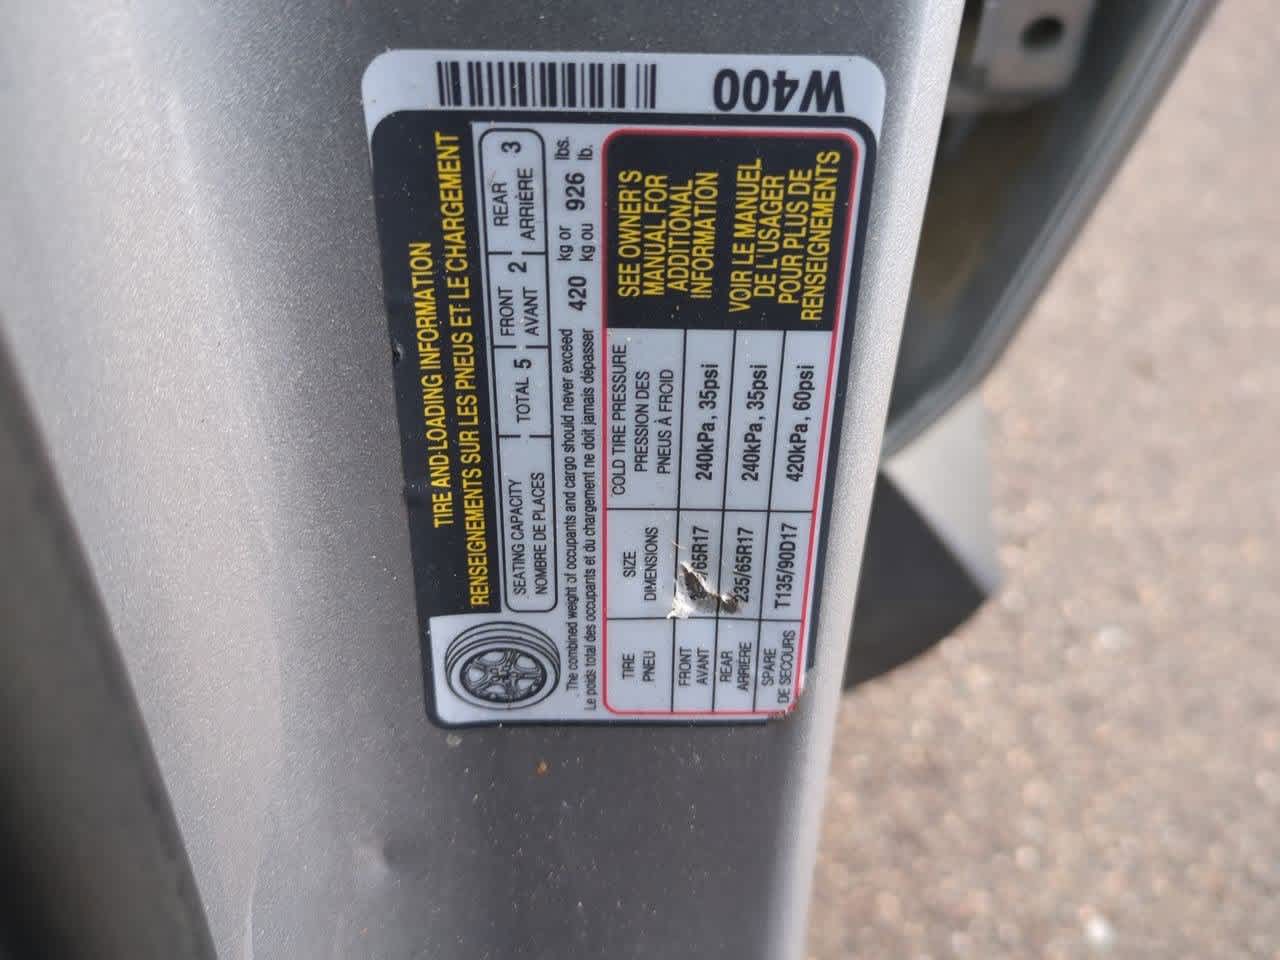 W400
TIRE AND LOADING INFORMATION
RENSEIGNEMENTS SUR LES PNEUS ET LE CHARGEMENT
SEATING CAPACITY
NOMBRE DE PLACES
TOTAL 5
FRONT
AVANT 2
REAR
ARRIÈRE 3
The combined weight of occupants and cargo should never exceed 420 kg or 926 lbs.
Le poids total des occupants et du chargement ne doit jamais dépasser kg ou lb.
TIRE
PNEU
SIZE
DIMENSIONS
COLD TIRE PRESSURE
PRESSION DES
PNEUS À FROID
FRONT
AVANT
/65R17
240kPa, 35psi
REAR
ARRIÈRE
235/65R17
240kPa, 35psi
SPARE
DE SECOURS
T135/90D17
420kPa, 60psi
SEE OWNER'S
MANUAL FOR
ADDITIONAL
INFORMATION
VOIR LE MANUEL
DE L'USAGER
POUR PLUS DE
RENSEIGNEMENTS